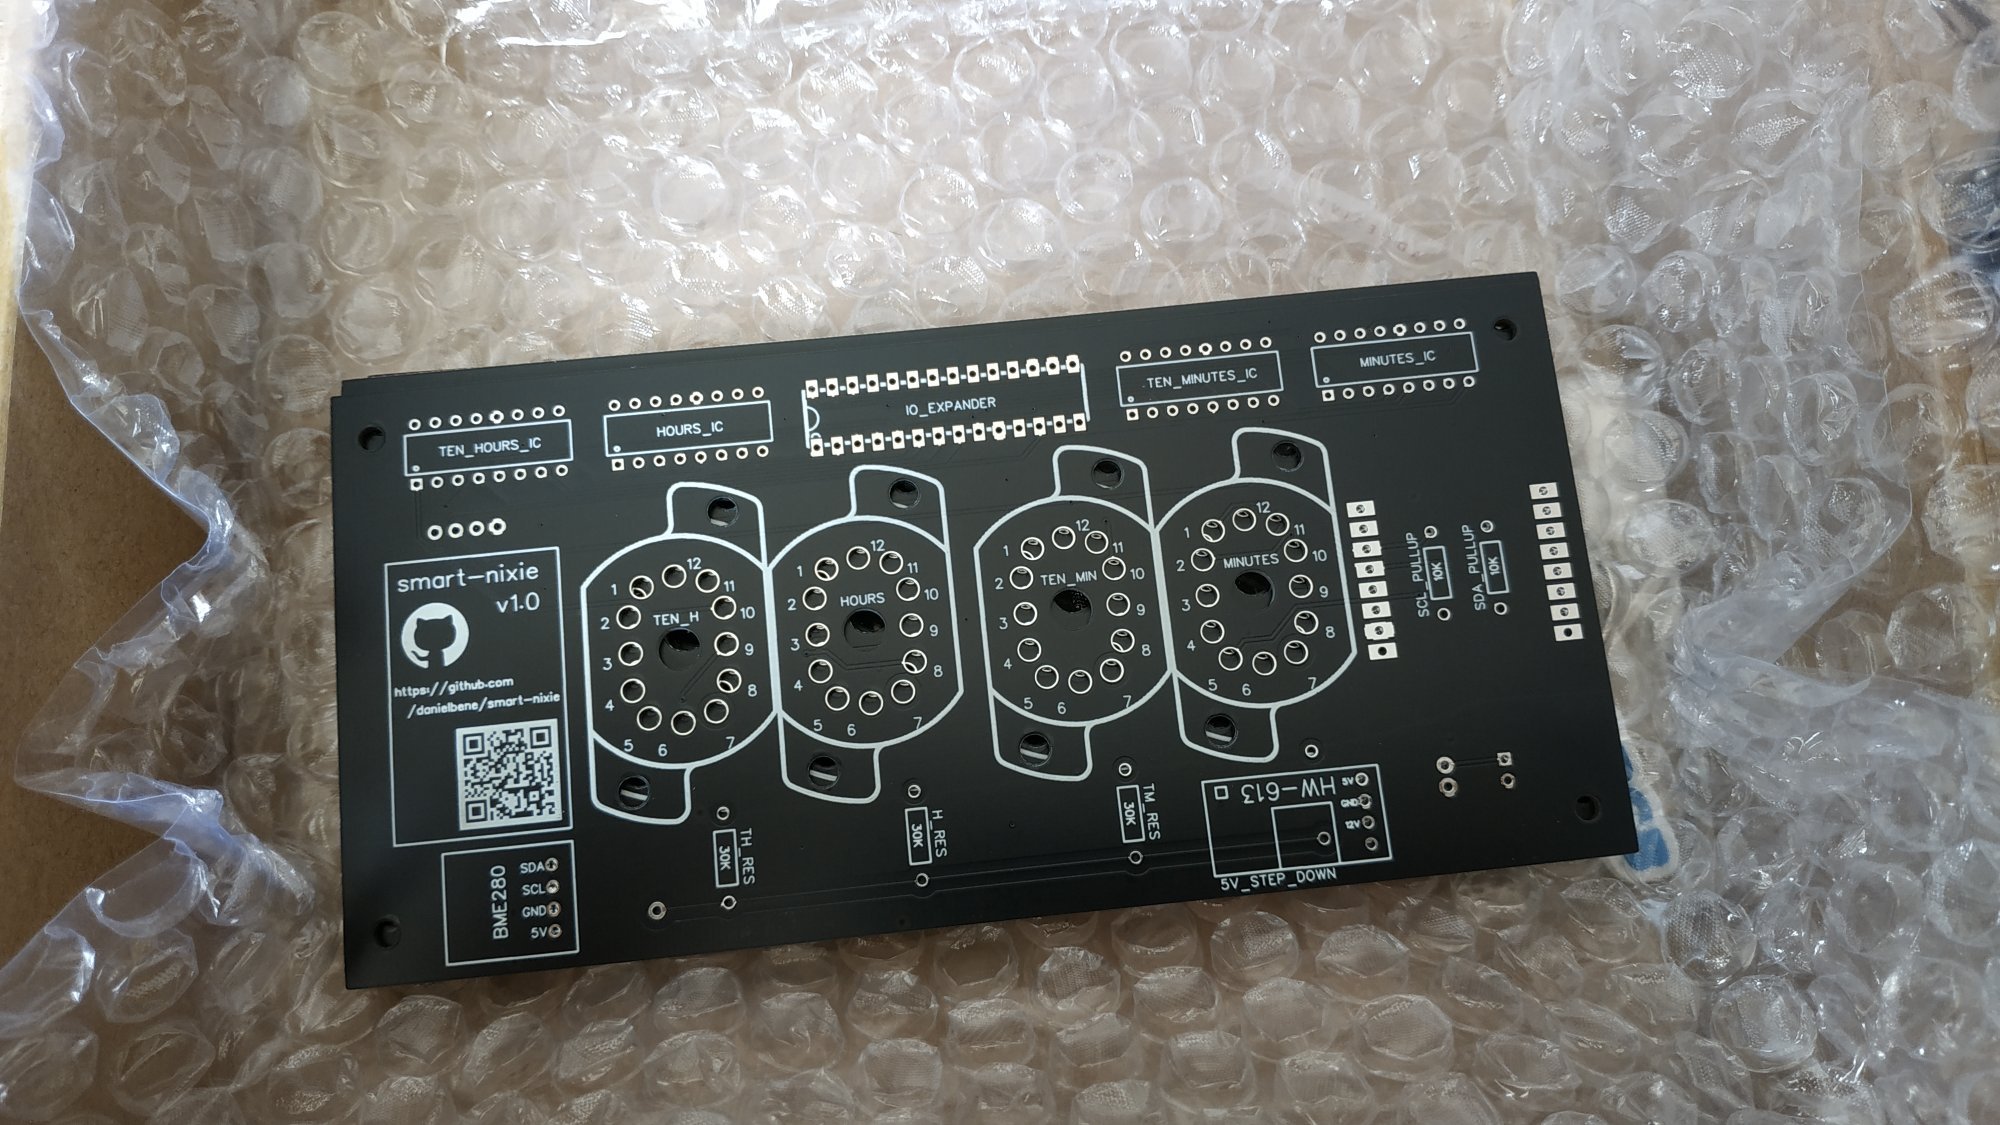 TEN_HOURS_IC
HOURS_IC
IO_EXPANDER
TEN_MINUTES_IC
MINUTES_IC
smart-nixie
v1.0
https://github.com
/danielbene/smart-nixie
1
2
3
4
5
6
7
8
9
10
11
12
TEN_H
1
2
3
4
5
6
7
8
9
10
11
12
HOURS
1
2
3
4
5
6
7
8
9
10
11
12
TEN_MIN
1
2
3
4
5
6
7
8
9
10
11
12
MINUTES
SCL_PULLUP
10K
SDA_PULLUP
10K
BME280
SDA
SCL
GND
5V
TH_RES
30K
H_RES
30K
TM_RES
30K
HW-613
5V
GND
12V
5V_STEP_DOWN